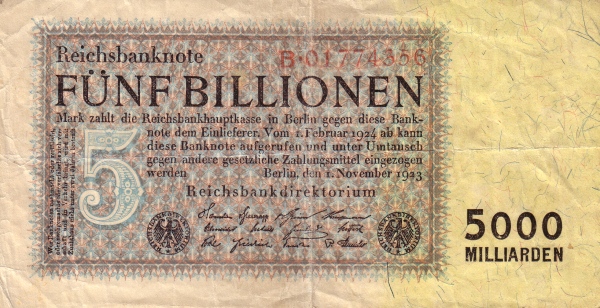 Reichsbanknote
B·01774356
FÜNF BILLIONEN
Mark zahlt die Reichsbankhauptkasse in Berlin gegen diese Bank-
note dem Einlieferer. Vom 1. Februar 1924 ab kann
diese Banknote aufgerufen und unter Umtausch
gegen andere gesetzliche Zahlungsmittel eingezogen
werden Berlin, den 1. November 1923
Reichsbankdirektorium
5
5000
MILLIARDEN